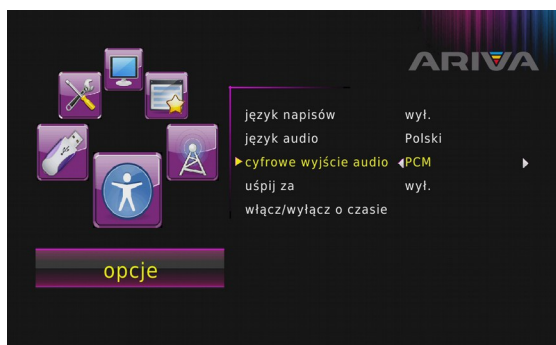 ARIVA
język napisów wył.
język audio Polski
cyfrowe wyjście audio PCM
uśpij za wył.
włącz/wyłącz o czasie
opcje